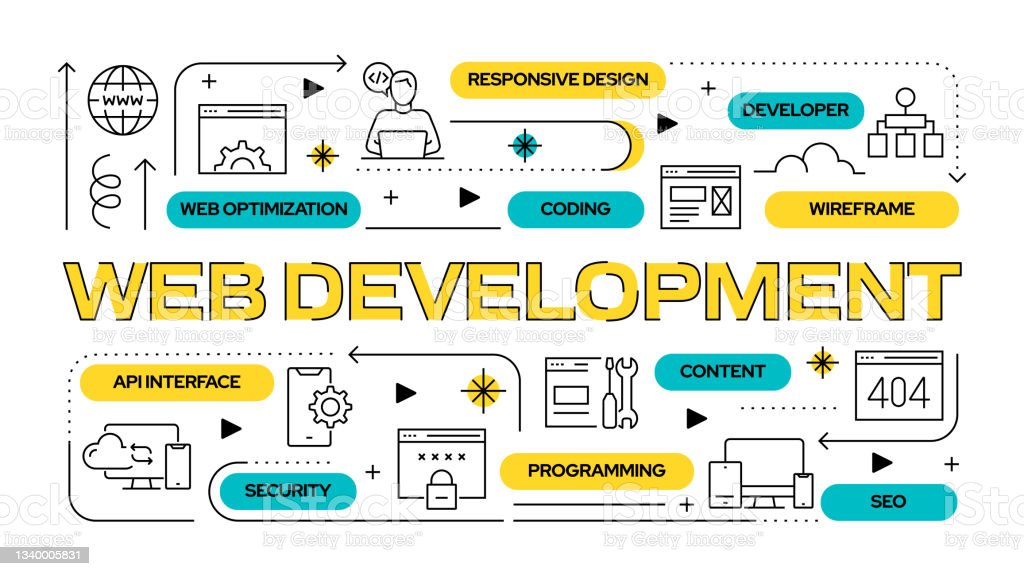 RESPONSIVE DESIGN
WWW
</>
DEVELOPER
WEB OPTIMIZATION
CODING
WIREFRAME
WEB DEVELOPMENT
API INTERFACE
CONTENT
404
××××
PROGRAMMING
SECURITY
SEO
iStock
by Getty Images™
1340005831